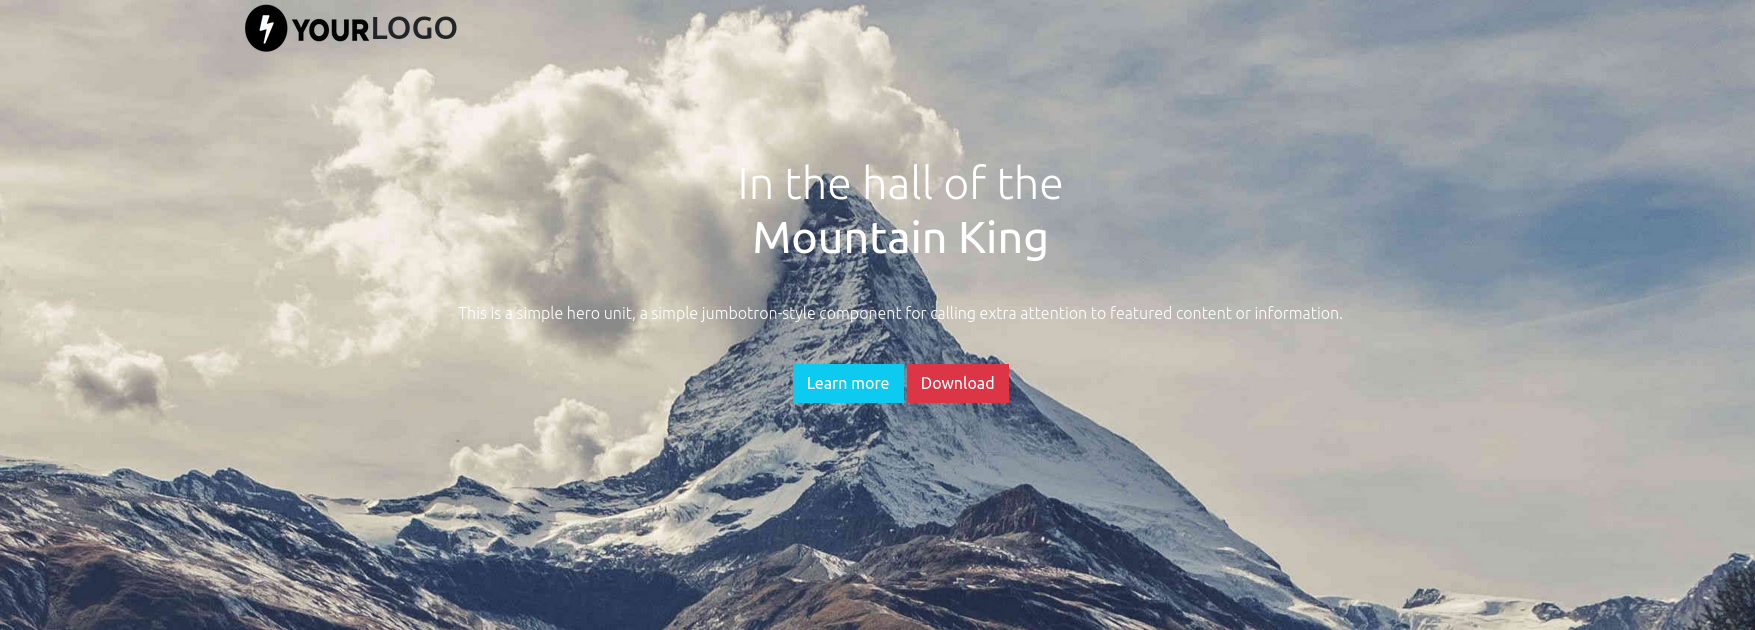 YOURLOGO
In the hall of the
Mountain King
This is a simple hero unit, a simple jumbotron-style component for calling extra attention to featured content or information.
Learn more Download